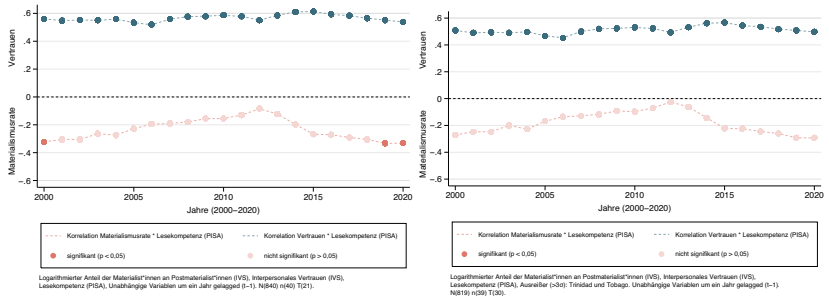 .6
.4
.2
0
-.2
-.4
-.6
Vertrauen
Materialismusrate
2000
2005
2010
2015
2020
Jahre (2000–2020)
Korrelation Materialismusrate * Lesekompetenz (PISA)
Korrelation Vertrauen * Lesekompetenz (PISA)
signifikant (p < 0,05)
nicht signifikant (p > 0,05)
Logarithmierter Anteil der Materialist*innen an Postmaterialist*innen (IVS), Interpersonales Vertrauen (IVS),
Lesekompetenz (PISA), Unabhängige Variablen um ein Jahr gelagged (t–1). N(840) n(40) T(21).
.6
.4
.2
0
-.2
-.4
-.6
Vertrauen
Materialismusrate
2000
2005
2010
2015
2020
Jahre (2000–2020)
Korrelation Materialismusrate * Lesekompetenz (PISA)
Korrelation Vertrauen * Lesekompetenz (PISA)
signifikant (p < 0,05)
nicht signifikant (p > 0,05)
Logarithmierter Anteil der Materialist*innen an Postmaterialist*innen (IVS), Interpersonales Vertrauen (IVS),
Lesekompetenz (PISA), Ausreißer (>3σ): Trinidad und Tobago. Unabhängige Variablen um ein Jahr gelagged (t–1).
N(819) n(39) T(30).